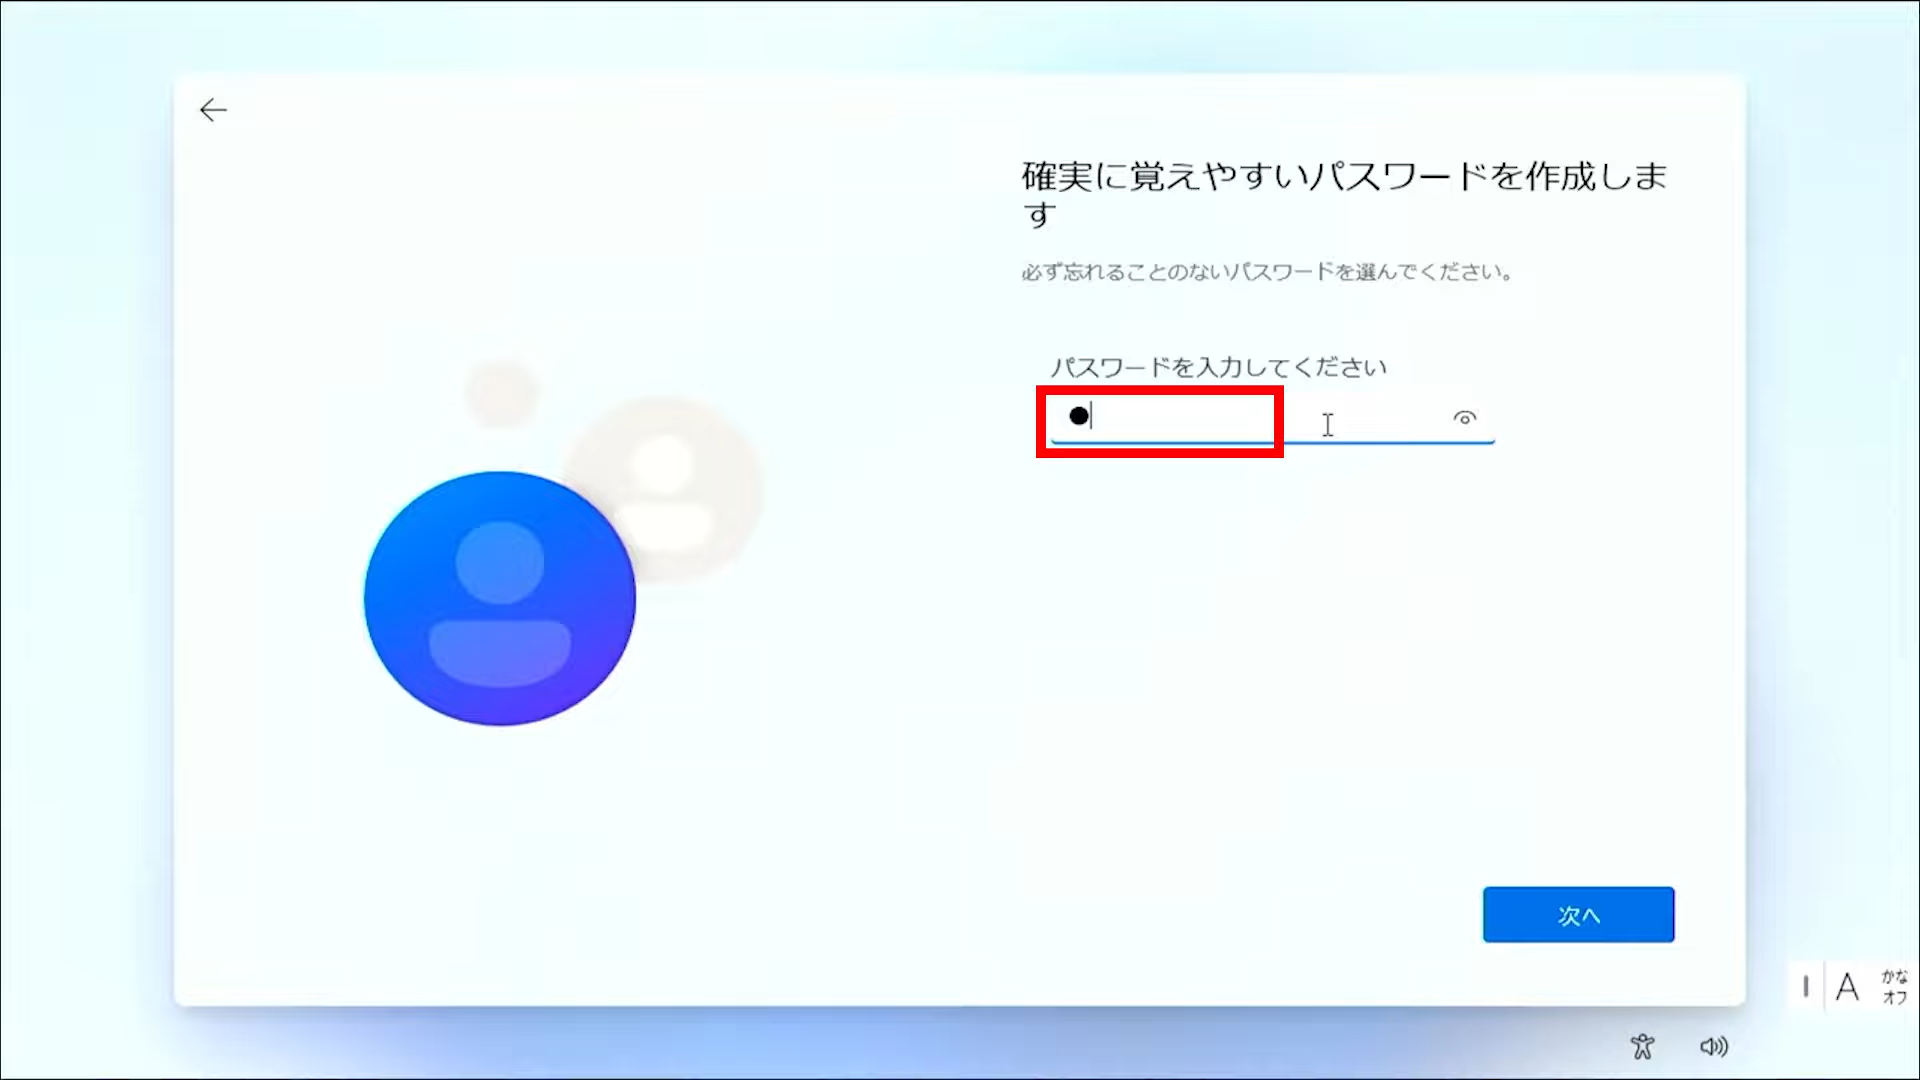 確実に覚えやすいパスワードを作成しま
す
必ず忘れることのないパスワードを選んでください。
パスワードを入力してください
次へ
A
かな
オフ